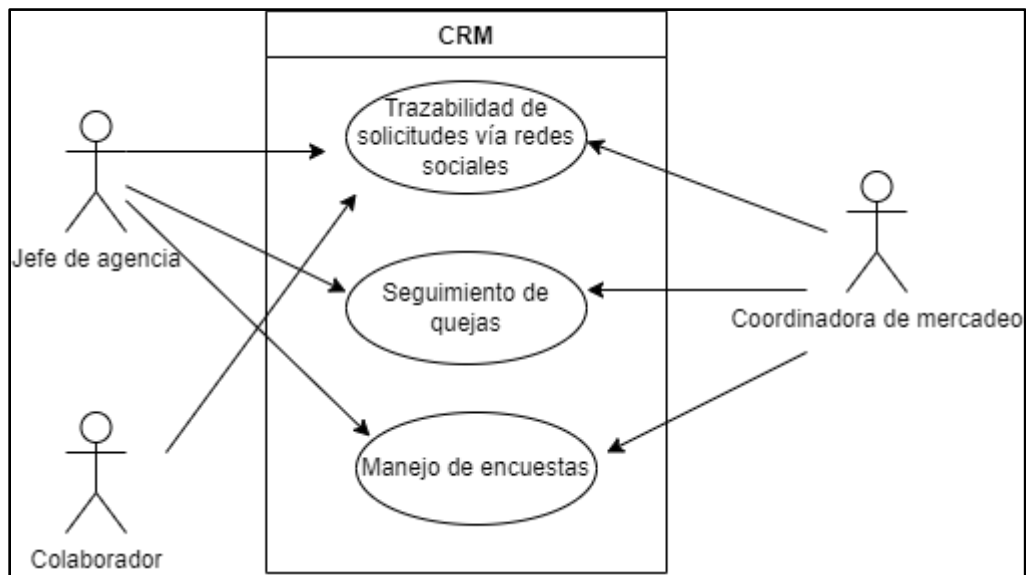 CRM
Trazabilidad de
solicitudes vía redes
sociales
Jefe de agencia
Seguimiento de
quejas
Coordinadora de mercadeo
Manejo de encuestas
Colaborador